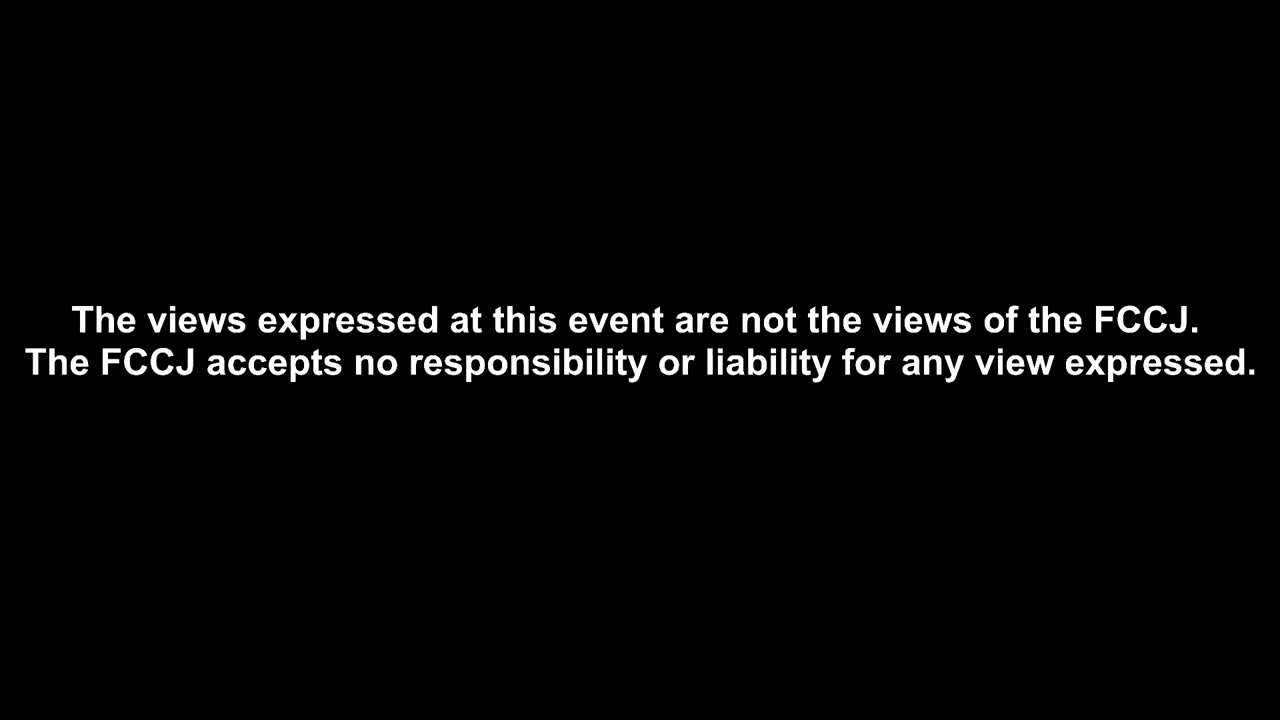 The views expressed at this event are not the views of the FCCJ.
The FCCJ accepts no responsibility or liability for any view expressed.